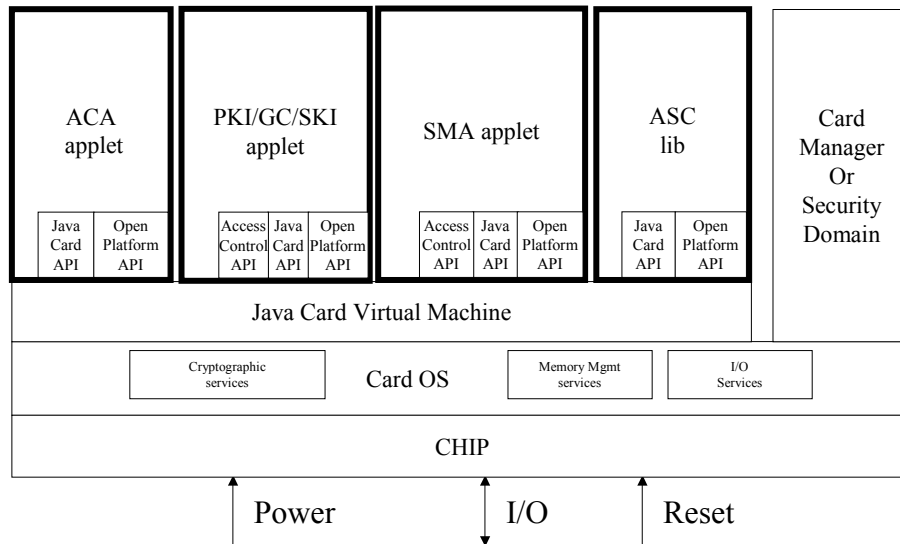 ACA
applet
PKI/GC/SKI
applet
SMA applet
ASC
lib
Card
Manager
Or
Security
Domain
Java
Card
API
Open
Platform
API
Access
Control
API
Java
Card
API
Open
Platform
API
Access
Control
API
Java
Card
API
Open
Platform
API
Java
Card
API
Open
Platform
API
Java Card Virtual Machine
Cryptographic
services
Card OS
Memory Mgmt
services
I/O
Services
CHIP
Power
I/O
Reset